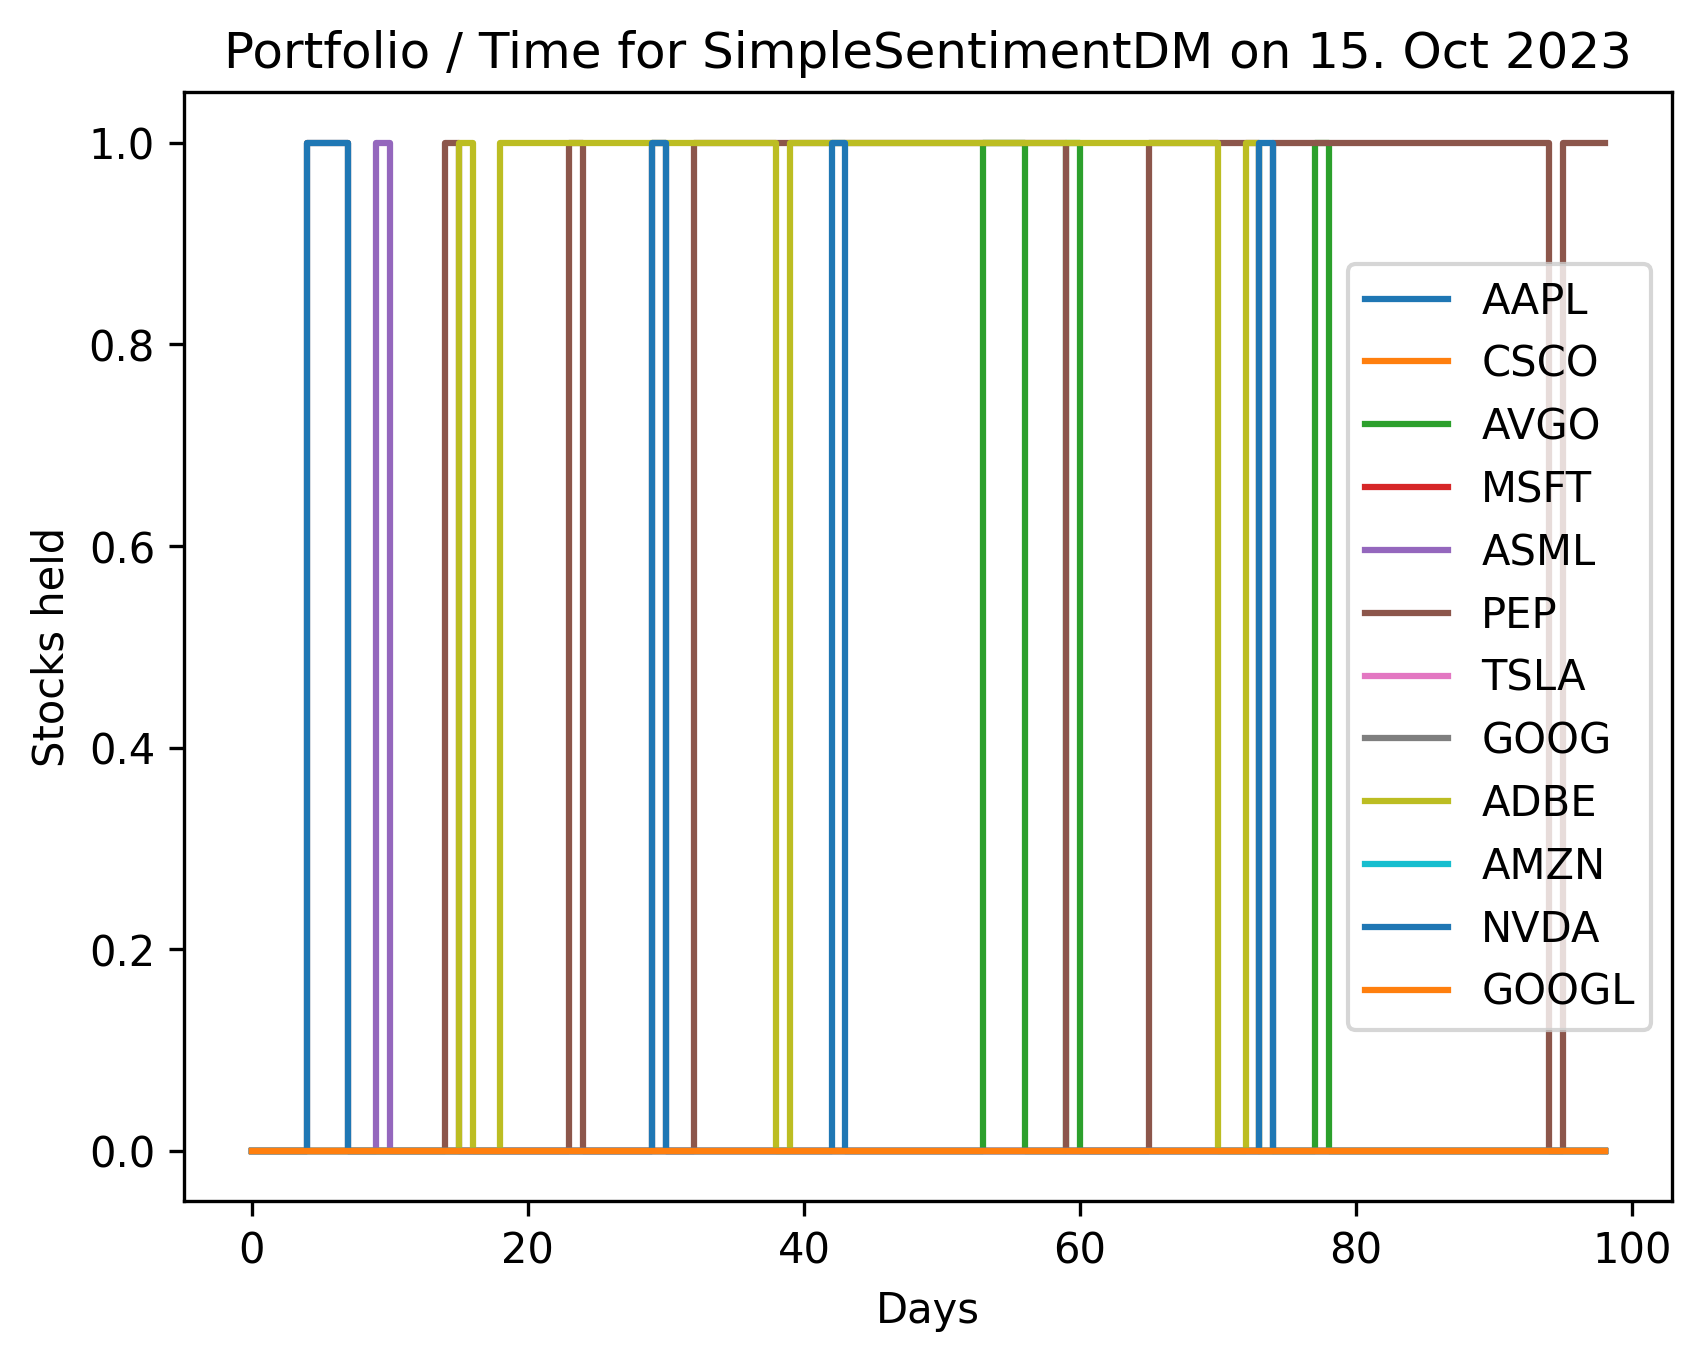 Portfolio / Time for SimpleSentimentDM on 15. Oct 2023
1.0
0.8
0.6
0.4
0.2
0.0
Stocks held
AAPL
CSCO
AVGO
MSFT
ASML
PEP
TSLA
GOOG
ADBE
AMZN
NVDA
GOOGL
0 20 40 60 80 100
Days